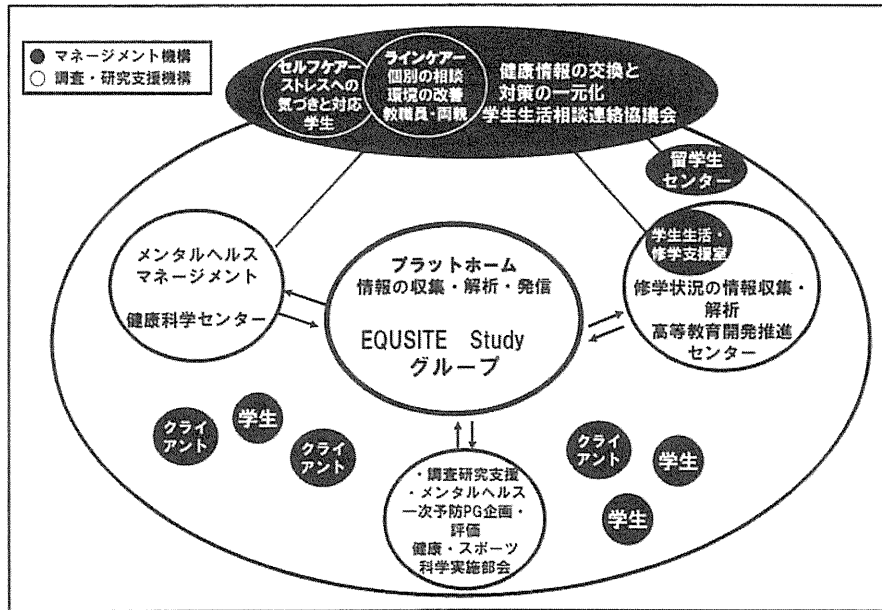 ● マネージメント機構
○ 調査・研究支援機構
セルフケアー
ストレスへの
気づきと対応
学生
ラインケアー
個別の相談
環境の改善
教職員・両親
健康情報の交換と
対策の一元化
学生生活相談連絡協議会
留学生
センター
メンタルヘルス
マネージメント
健康科学センター
プラットホーム
情報の収集・解析・発信
EQUSITE Study
グループ
学生生活・
修学支援室
修学状況の情報収集・
解析
高等教育開発推進
センター
クライ
アント
学生
クライ
アント
・調査研究支援
・メンタルヘルス
一次予防PG企画・
評価
健康・スポーツ
科学実施部会
クライ
アント
学生
学生